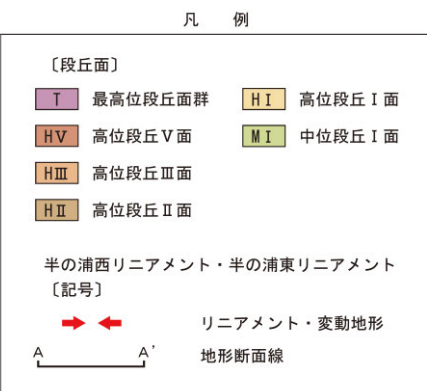 凡 例
〔段丘面〕
T 最高位段丘面群 HⅠ 高位段丘Ⅰ面
HⅤ 高位段丘Ⅴ面 MⅠ 中位段丘Ⅰ面
HⅢ 高位段丘Ⅲ面
HⅡ 高位段丘Ⅱ面
半の浦西リニアメント・半の浦東リニアメント
〔記号〕
リニアメント・変動地形
A A' 地形断面線